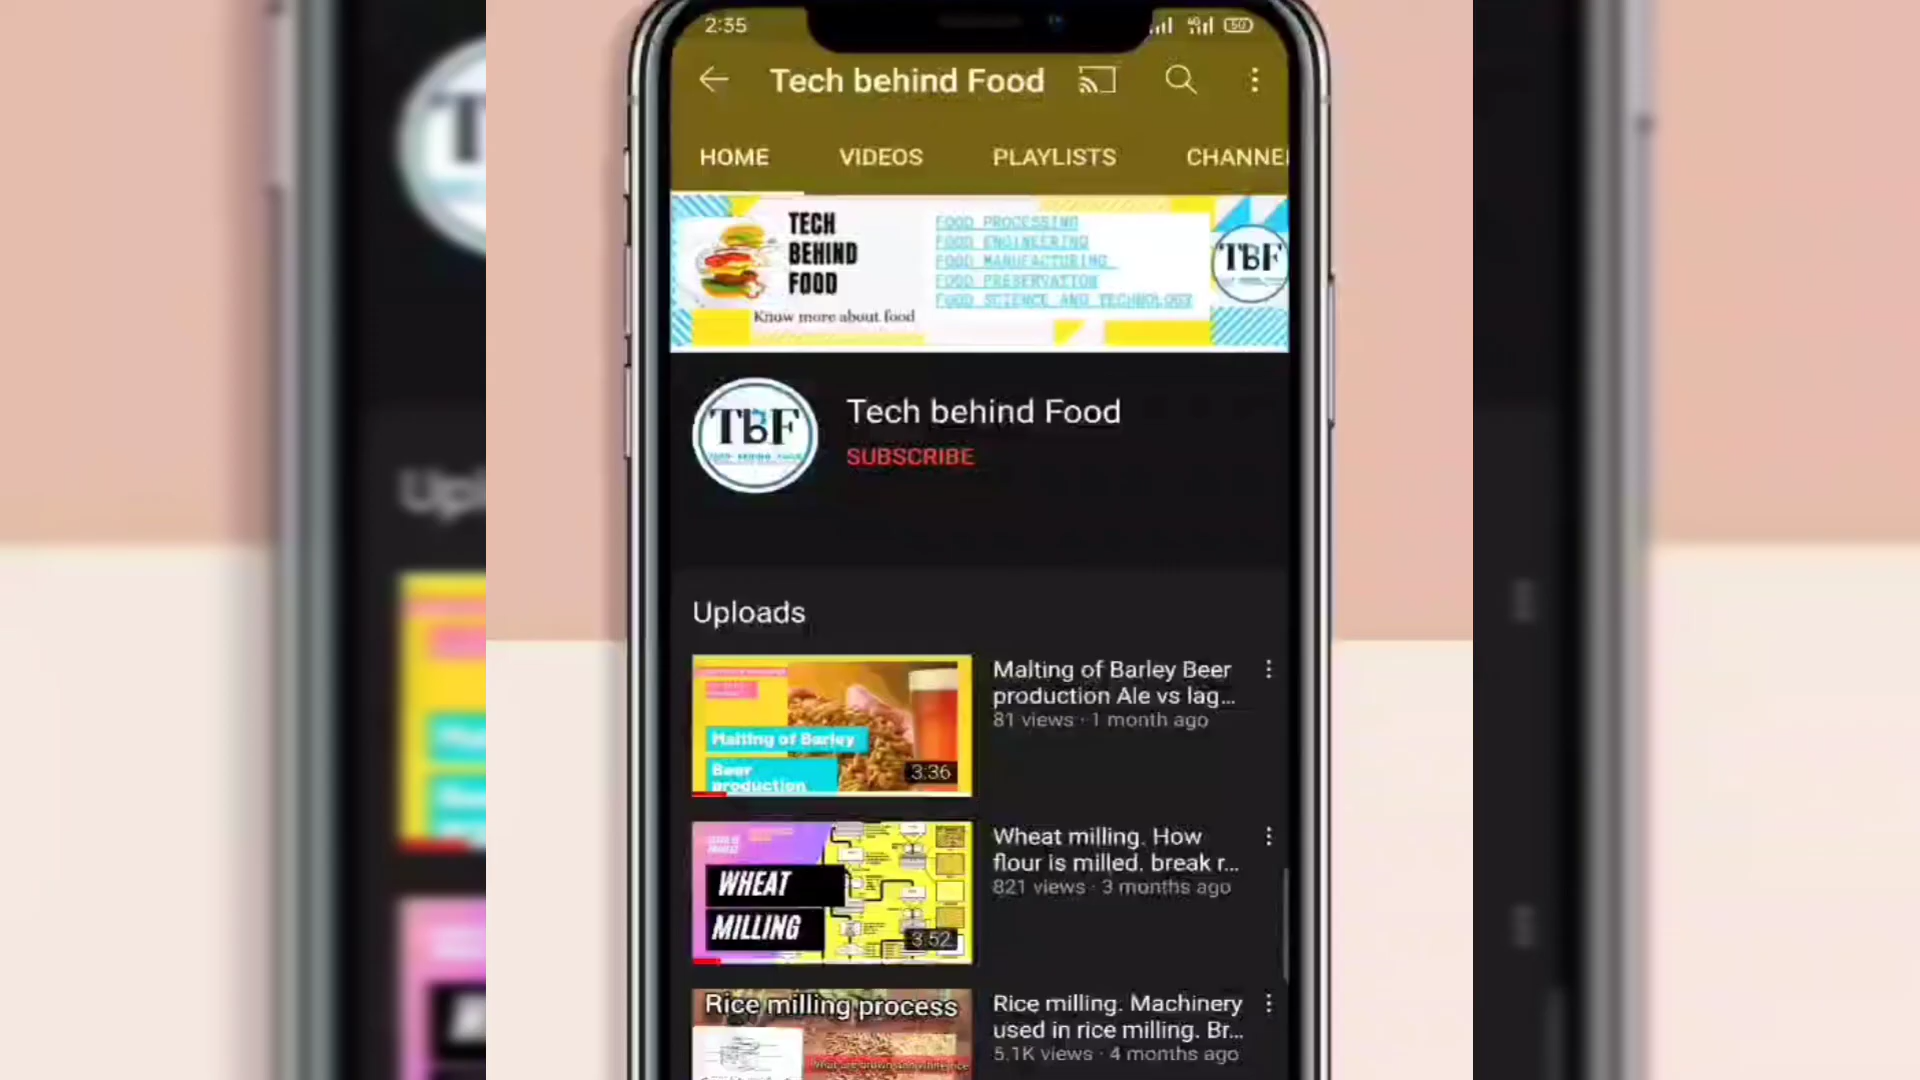 2:35
4G
50
Tech behind Food
HOME VIDEOS PLAYLISTS CHANNE
TECH
BEHIND
FOOD
Know more about food
FOOD PROCESSING
FOOD ENGINEERING
FOOD MANUFACTURING
FOOD PRESERVATION
FOOD SCIENCE AND TECHNOLOGY
TBF
TbF
Tech behind Food
SUBSCRIBE
Uploads
Malting of Barley
Beer
production
3:36
Malting of Barley Beer
production Ale vs lag...
81 views · 1 month ago
WHEAT
MILLING
3:52
Wheat milling. How
flour is milled. break r...
821 views · 3 months ago
Rice milling process
Rice milling. Machinery
used in rice milling. Br...
5.1K views · 4 months ago